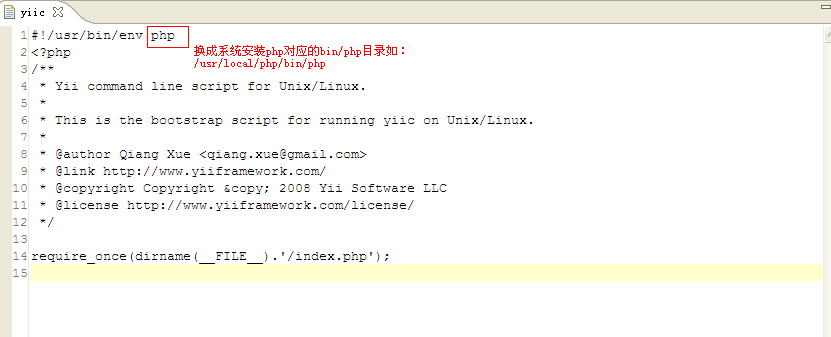 yiic
1 #!/usr/bin/env php
2 <?php
换成系统安装php对应的bin/php目录如：
/usr/local/php/bin/php
3 /**
4  * Yii command line script for Unix/Linux.
5  *
6  * This is the bootstrap script for running yiic on Unix/Linux.
7  *
8  * @author Qiang Xue <qiang.xue@gmail.com>
9  * @link http://www.yiiframework.com/
10  * @copyright Copyright &copy; 2008 Yii Software LLC
11  * @license http://www.yiiframework.com/license/
12  */
13
14 require_once(dirname(__FILE__).'/index.php');
15